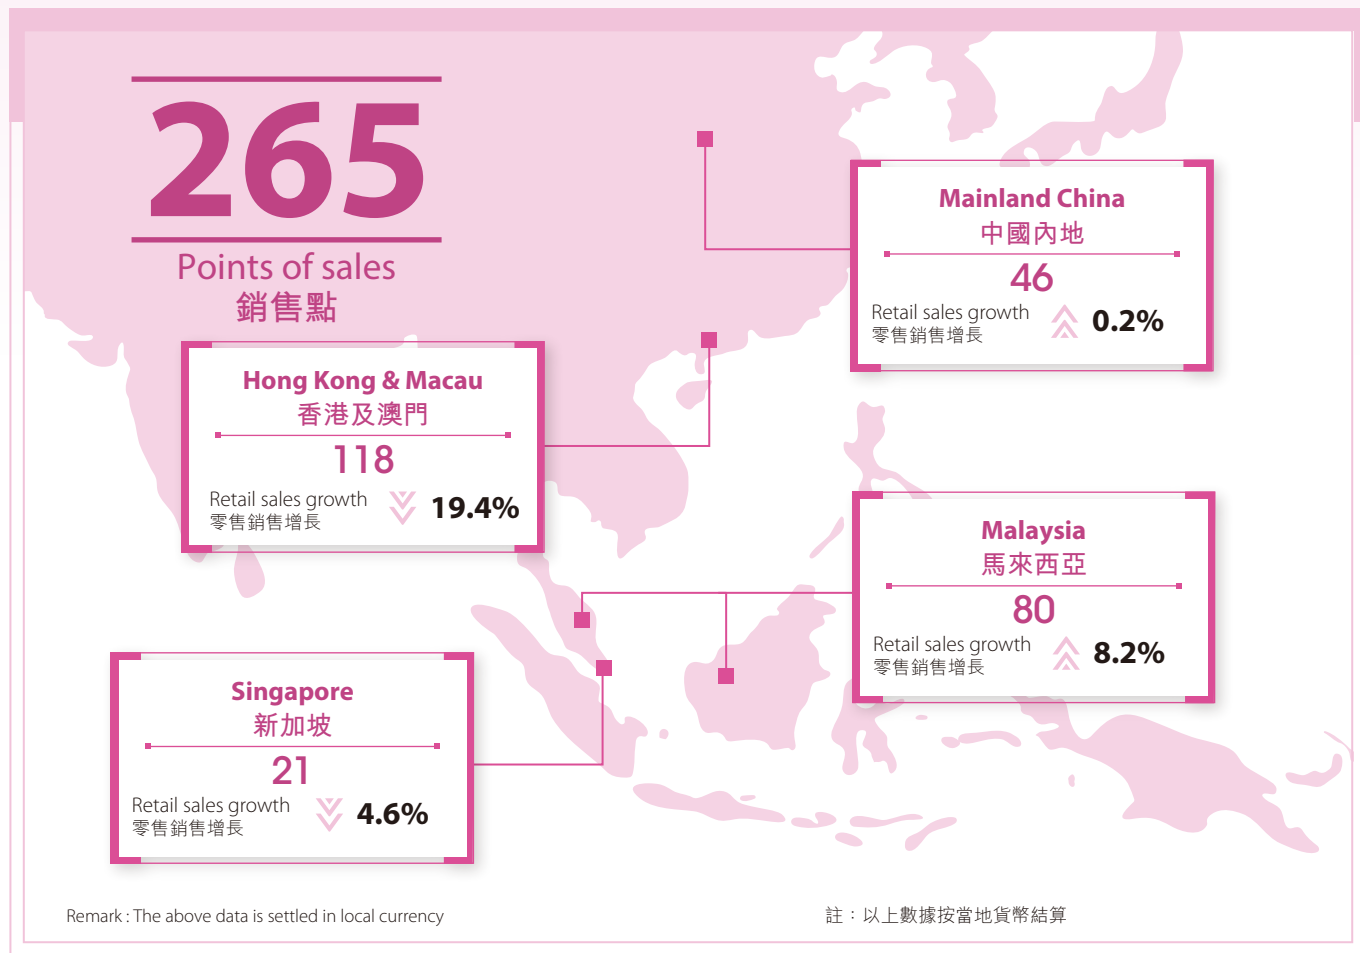 265
Points of sales
銷售點
Mainland China
中國內地
46
Retail sales growth
零售銷售增長
0.2%
Hong Kong & Macau
香港及澳門
118
Retail sales growth
零售銷售增長
19.4%
Malaysia
馬來西亞
80
Retail sales growth
零售銷售增長
8.2%
Singapore
新加坡
21
Retail sales growth
零售銷售增長
4.6%
Remark : The above data is settled in local currency
註：以上數據按當地貨幣結算